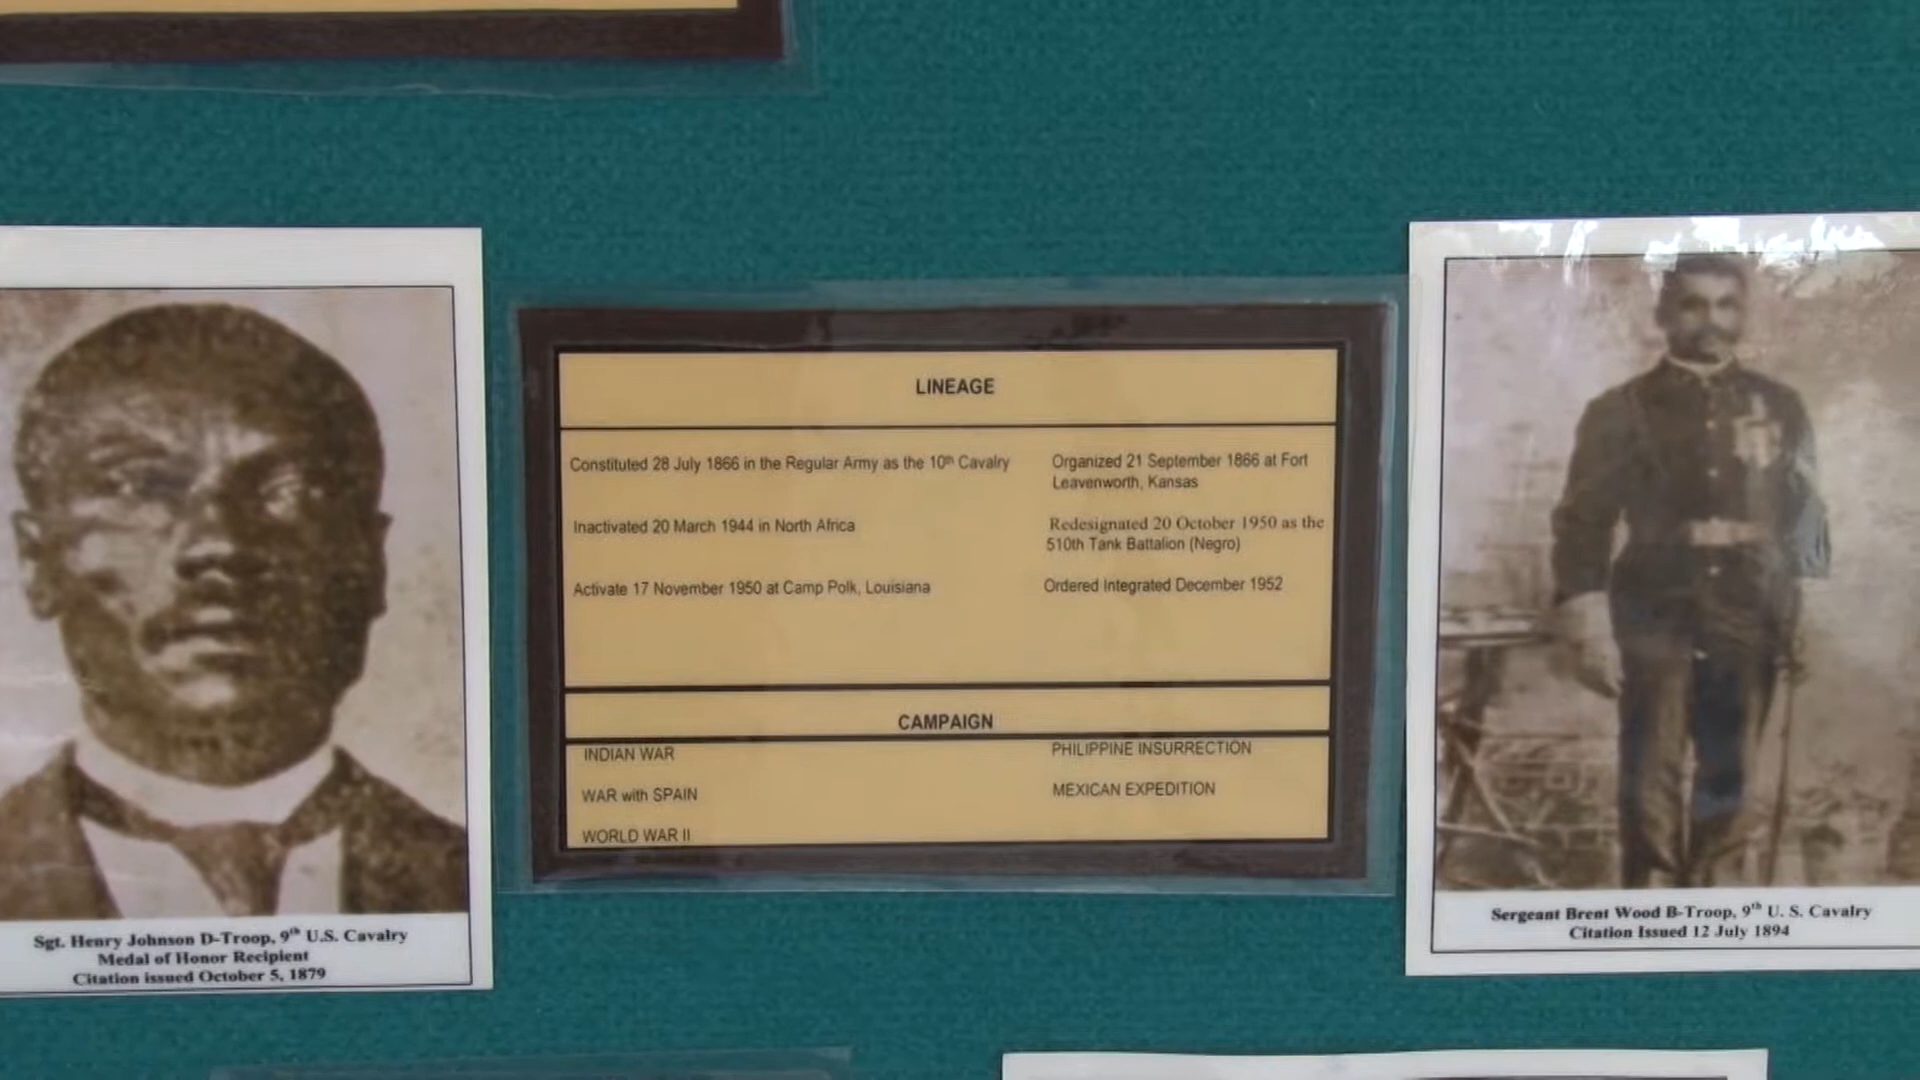 LINEAGE
Constituted 28 July 1866 in the Regular Army as the 10th Cavalry
Organized 21 September 1866 at Fort
Leavenworth, Kansas
Inactivated 20 March 1944 in North Africa
Redesignated 20 October 1950 as the
510th Tank Battalion (Negro)
Activate 17 November 1950 at Camp Polk, Louisiana
Ordered Integrated December 1952
CAMPAIGN
INDIAN WAR
PHILIPPINE INSURRECTION
WAR with SPAIN
MEXICAN EXPEDITION
WORLD WAR II
Sgt. Henry Johnson D-Troop, 9th U.S. Cavalry
Medal of Honor Recipient
Citation issued October 5, 1879
Sergeant Brent Wood B-Troop, 9th U. S. Cavalry
Citation Issued 12 July 1894